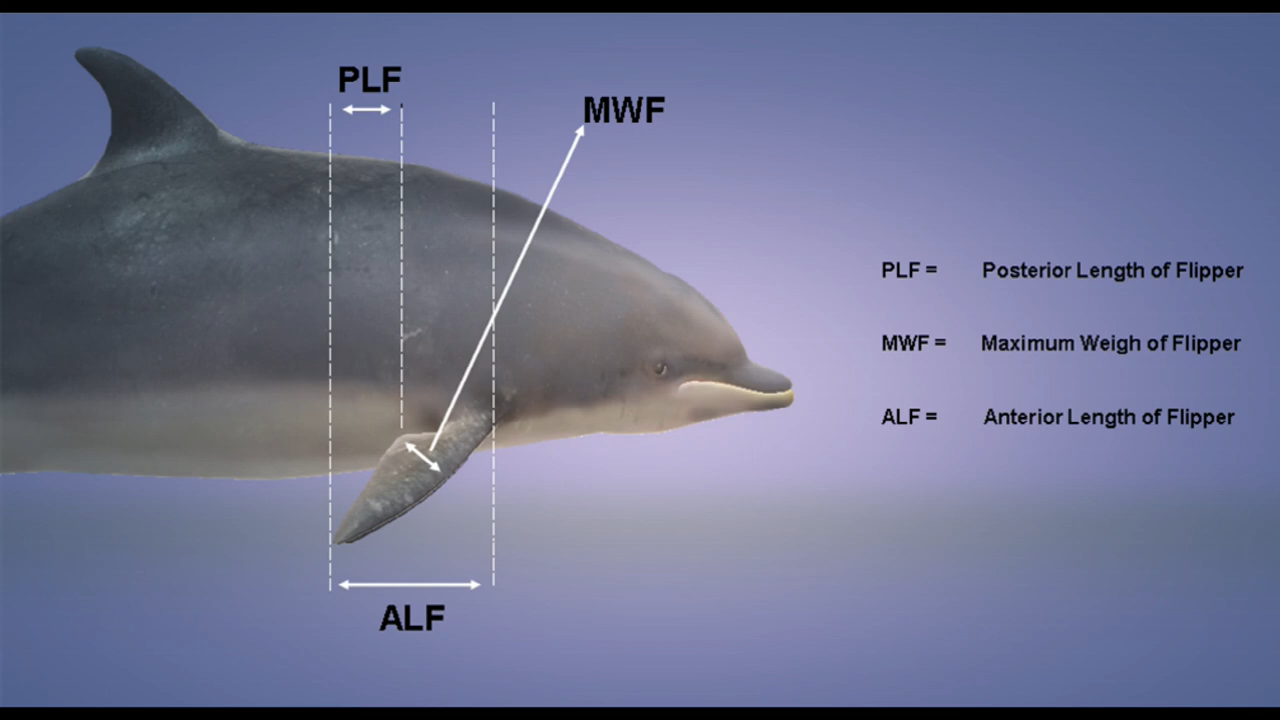 PLF
MWF
PLF = Posterior Length of Flipper
MWF = Maximum Weigh of Flipper
ALF = Anterior Length of Flipper
ALF